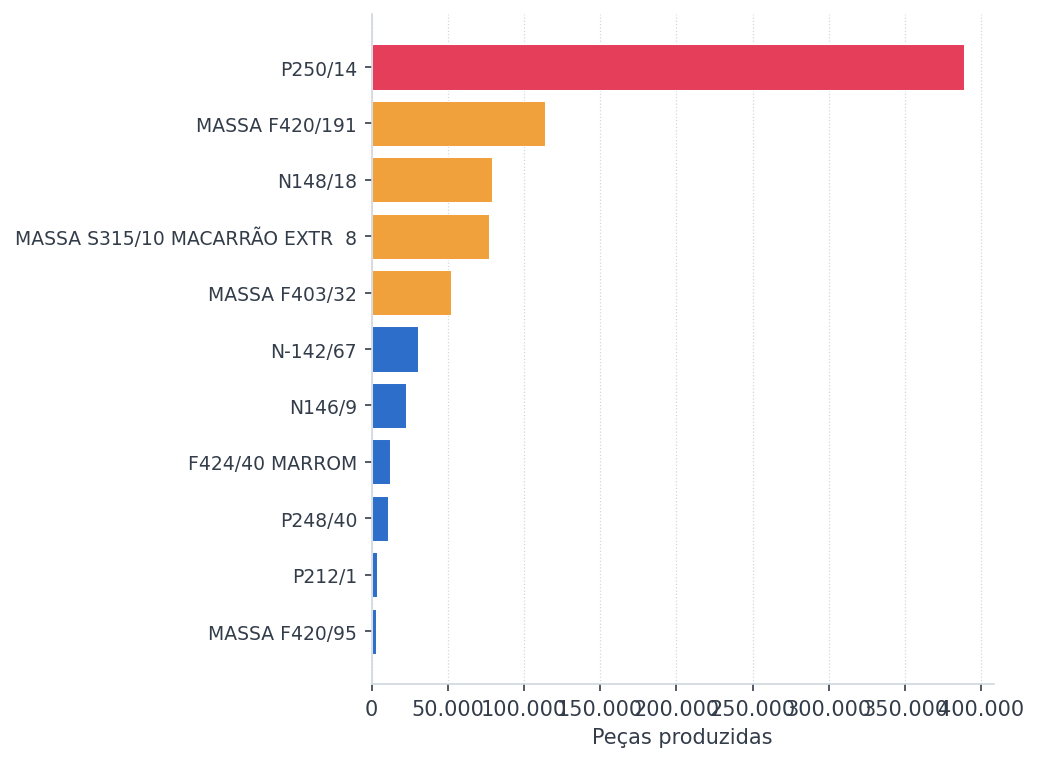 P250/14
MASSA F420/191
N148/18
MASSA S315/10 MACARRÃO EXTR  8
MASSA F403/32
N-142/67
N146/9
F424/40 MARROM
P248/40
P212/1
MASSA F420/95
0 50.000 100.000 150.000 200.000 250.000 300.000 350.000 400.000
Peças produzidas